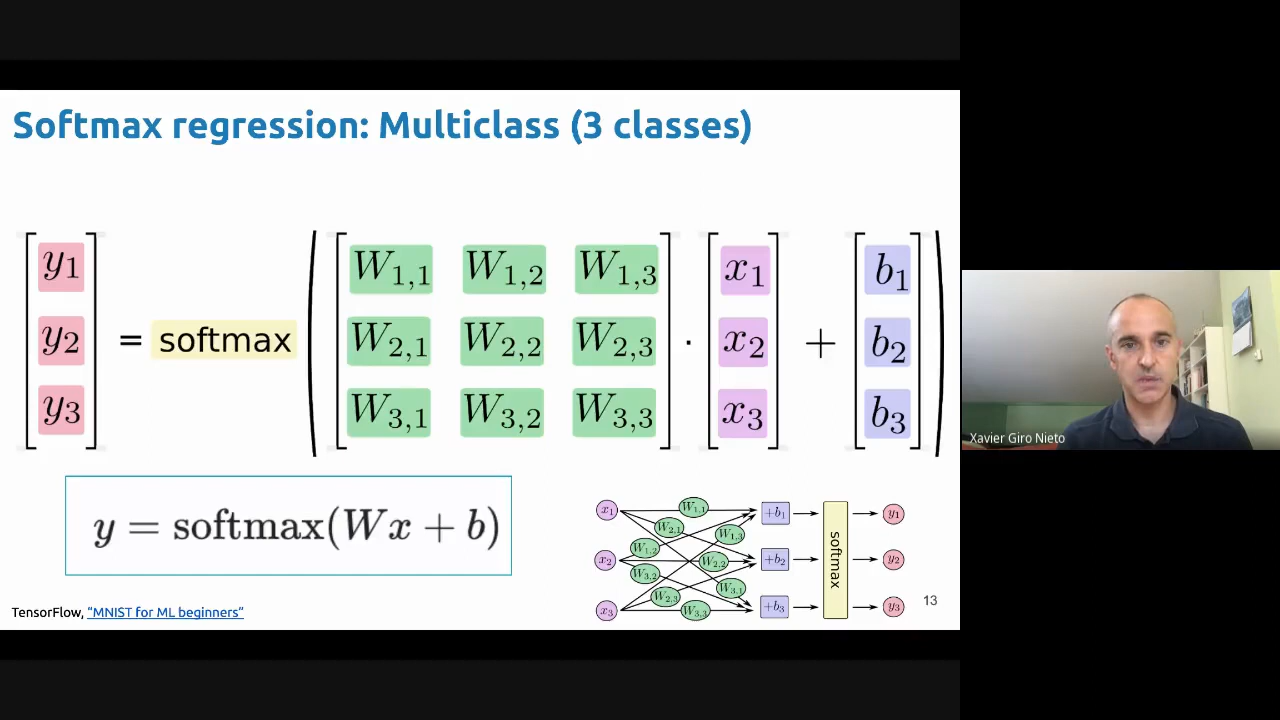 Softmax regression: Multiclass (3 classes)
y1 W1,1 W1,2 W1,3 x1 b1
y2 = softmax W2,1 W2,2 W2,3 · x2 + b2
y3 W3,1 W3,2 W3,3 x3 b3
y = softmax(Wx + b)
x1 W1,1 +b1 y1
W2,1 W1,3
W1,2
x2 W2,2 +b2 softmax y2
W3,2
W3,1
W2,3
x3 W3,3 +b3 y3
TensorFlow, "MNIST for ML beginners"
13
Xavier Giro Nieto